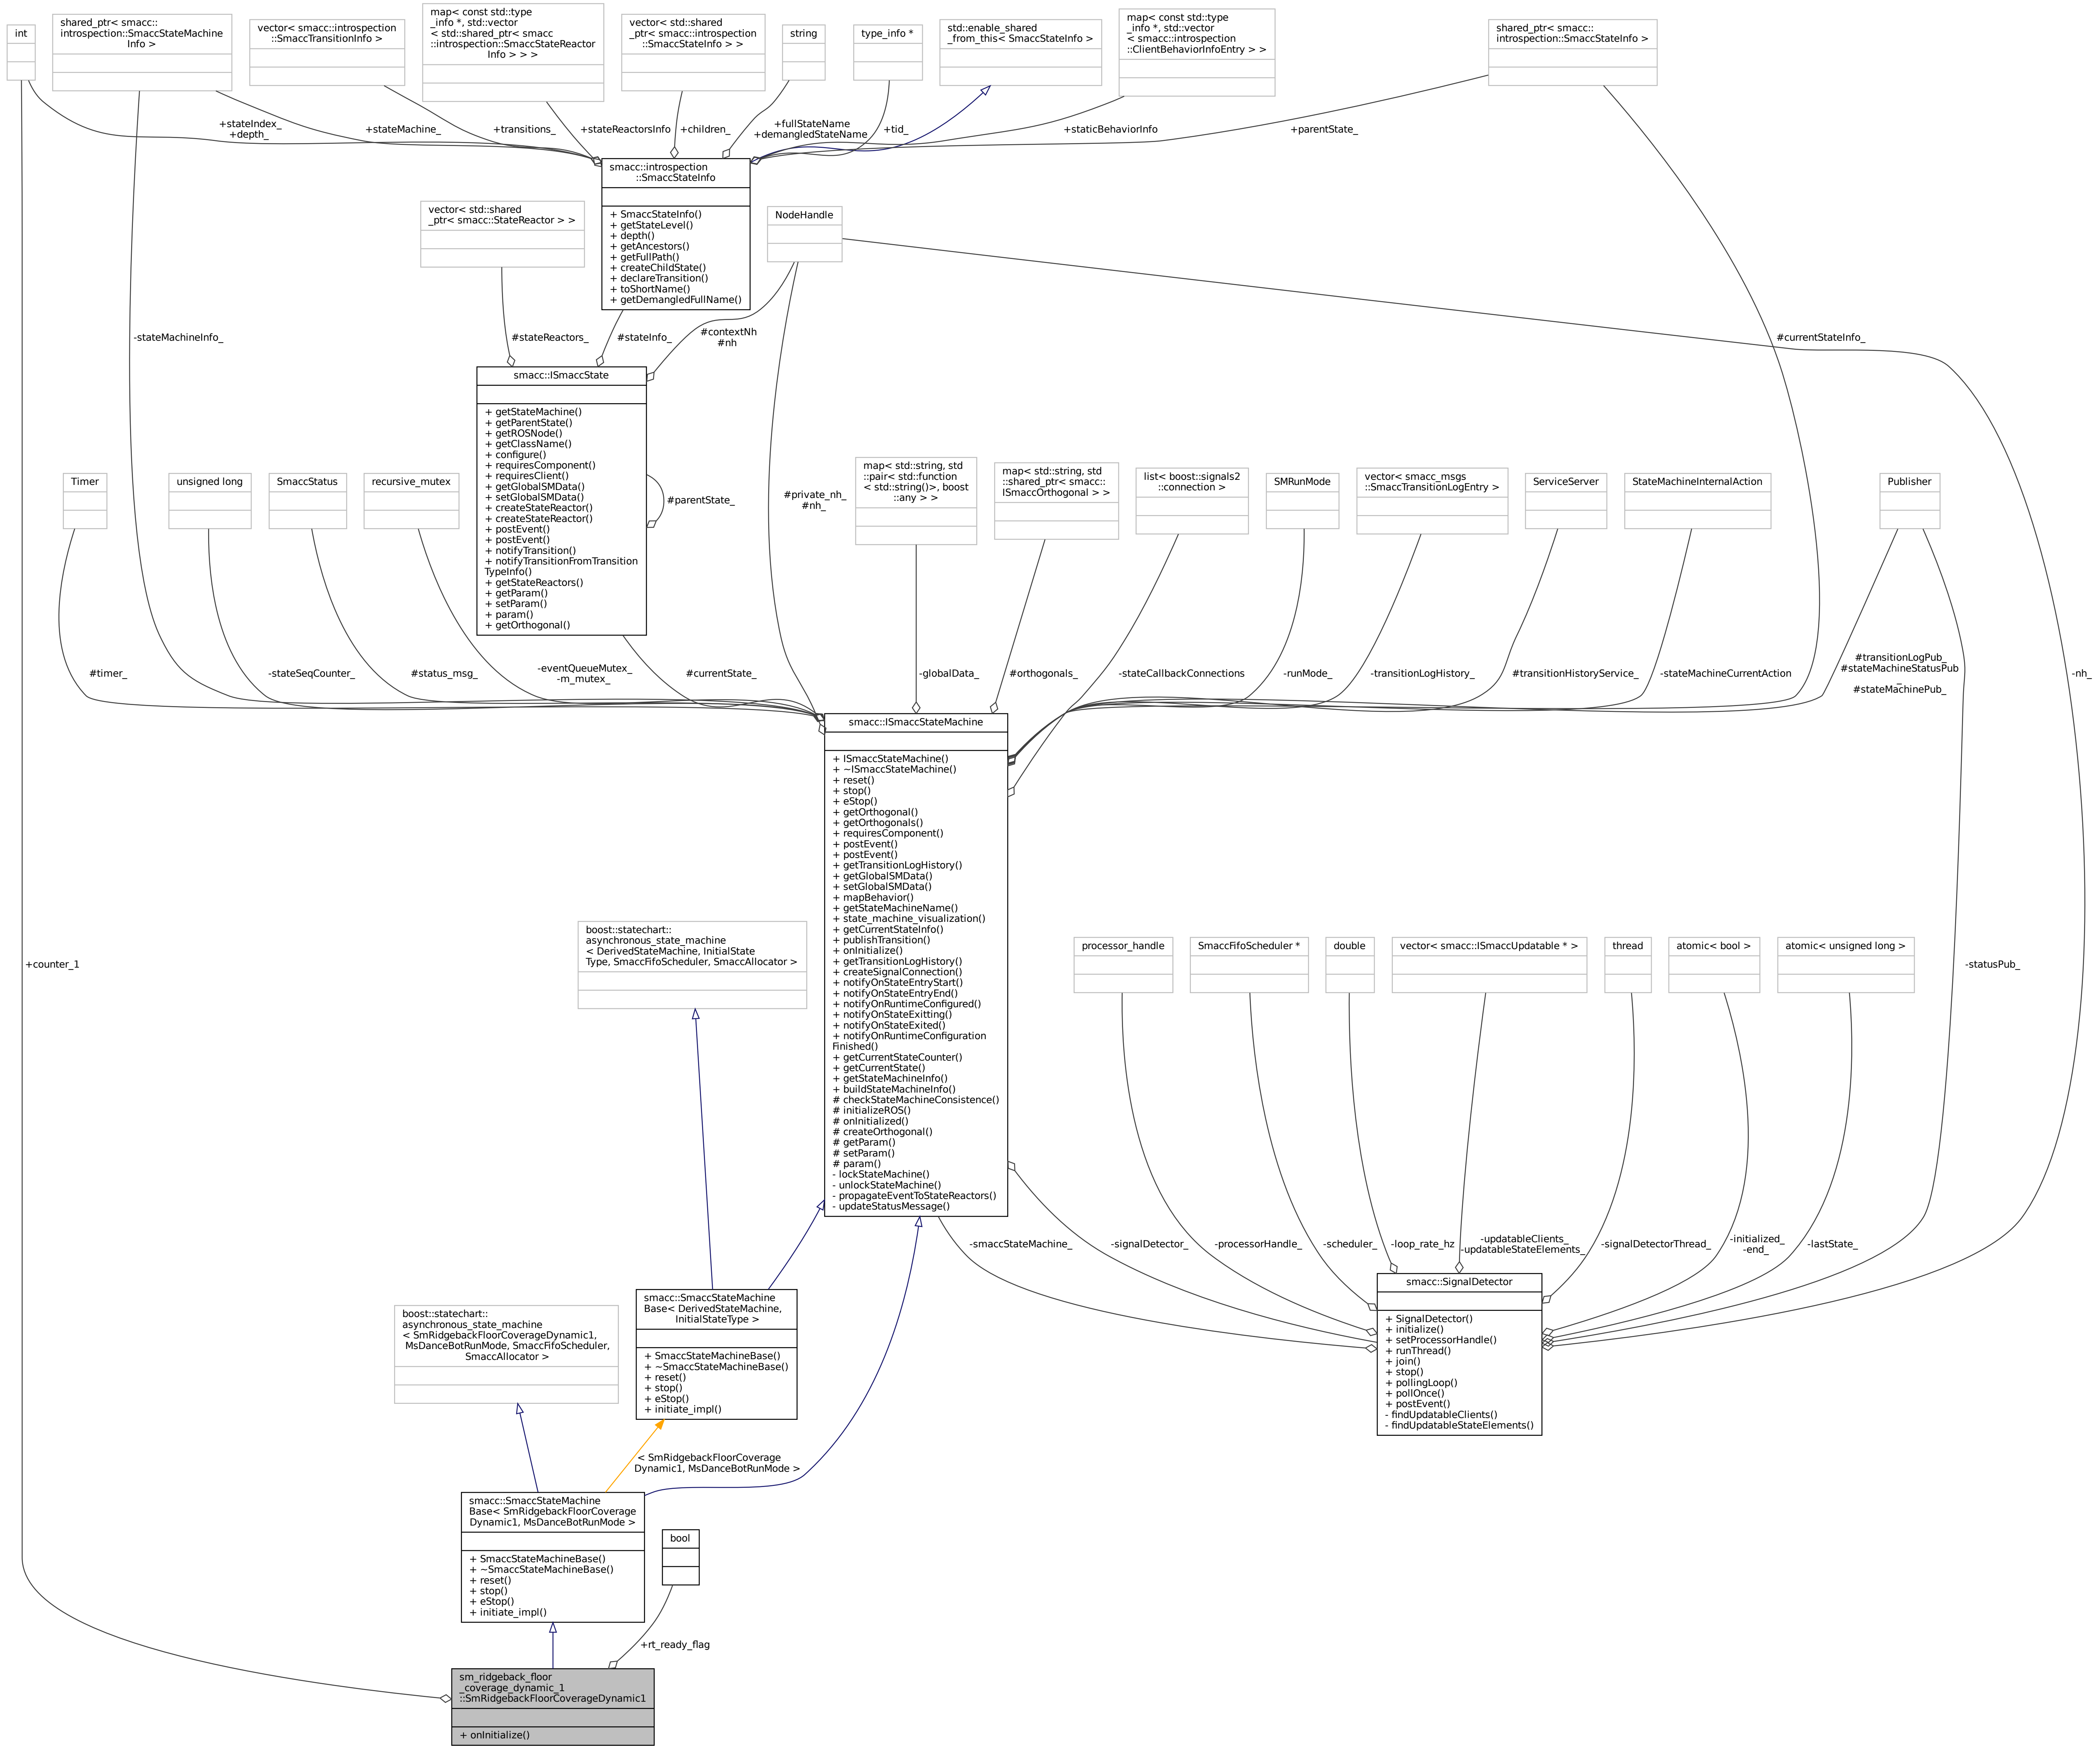 int
shared_ptr< smacc::
introspection::SmaccStateMachine
Info >
vector< smacc::introspection
::SmaccTransitionInfo >
map< const std::type
_info *, std::vector
< std::shared_ptr< smacc
::introspection::SmaccStateReactor
Info > > >
vector< std::shared
_ptr< smacc::introspection
::SmaccStateInfo > >
string
type_info *
std::enable_shared
_from_this< SmaccStateInfo >
map< const std::type
_info *, std::vector
< smacc::introspection
::ClientBehaviorInfoEntry > >
shared_ptr< smacc::
introspection::SmaccStateInfo >
+stateIndex_
+depth_
+stateMachine_
+transitions_
+stateReactorsInfo
+children_
+fullStateName
+demangledStateName
+tid_
+staticBehaviorInfo
+parentState_
smacc::introspection
::SmaccStateInfo
+ SmaccStateInfo()
+ getStateLevel()
+ depth()
+ getAncestors()
+ getFullPath()
+ createChildState()
+ declareTransition()
+ toShortName()
+ getDemangledFullName()
vector< std::shared
_ptr< smacc::StateReactor > >
NodeHandle
-stateMachineInfo_
#stateReactors_
#stateInfo_
#contextNh
#nh
#currentStateInfo_
smacc::ISmaccState
+ getStateMachine()
+ getParentState()
+ getROSNode()
+ getClassName()
+ configure()
+ requiresComponent()
+ requiresClient()
+ getGlobalSMData()
+ setGlobalSMData()
+ createStateReactor()
+ createStateReactor()
+ postEvent()
+ postEvent()
+ notifyTransition()
+ notifyTransitionFromTransition
TypeInfo()
+ getStateReactors()
+ getParam()
+ setParam()
+ param()
+ getOrthogonal()
#parentState_
#private_nh_
#nh_
Timer
unsigned long
SmaccStatus
recursive_mutex
map< std::string, std
::pair< std::function
< std::string()>, boost
::any > >
map< std::string, std
::shared_ptr< smacc::
ISmaccOrthogonal > >
list< boost::signals2
::connection >
SMRunMode
vector< smacc_msgs
::SmaccTransitionLogEntry >
ServiceServer
StateMachineInternalAction
Publisher
#timer_
-stateSeqCounter_
#status_msg_
-eventQueueMutex_
-m_mutex_
#currentState_
-globalData_
#orthogonals_
-stateCallbackConnections
-runMode_
-transitionLogHistory_
#transitionHistoryService_
-stateMachineCurrentAction
#transitionLogPub_
#stateMachineStatusPub
_
#stateMachinePub_
-nh_
smacc::ISmaccStateMachine
+ ISmaccStateMachine()
+ ~ISmaccStateMachine()
+ reset()
+ stop()
+ eStop()
+ getOrthogonal()
+ getOrthogonals()
+ requiresComponent()
+ postEvent()
+ postEvent()
+ getTransitionLogHistory()
+ getGlobalSMData()
+ setGlobalSMData()
+ mapBehavior()
+ getStateMachineName()
+ state_machine_visualization()
+ getCurrentStateInfo()
+ publishTransition()
+ onInitialize()
+ getTransitionLogHistory()
+ createSignalConnection()
+ notifyOnStateEntryStart()
+ notifyOnStateEntryEnd()
+ notifyOnRuntimeConfigured()
+ notifyOnStateExitting()
+ notifyOnStateExited()
+ notifyOnRuntimeConfiguration
Finished()
+ getCurrentStateCounter()
+ getCurrentState()
+ getStateMachineInfo()
+ buildStateMachineInfo()
# checkStateMachineConsistence()
# initializeROS()
# onInitialized()
# createOrthogonal()
# getParam()
# setParam()
# param()
- lockStateMachine()
- unlockStateMachine()
- propagateEventToStateReactors()
- updateStatusMessage()
boost::statechart::
asynchronous_state_machine
< DerivedStateMachine, InitialState
Type, SmaccFifoScheduler, SmaccAllocator >
processor_handle
SmaccFifoScheduler *
double
vector< smacc::ISmaccUpdatable * >
thread
atomic< bool >
atomic< unsigned long >
+counter_1
-statusPub_
-smaccStateMachine_
-signalDetector_
-processorHandle_
-scheduler_
-loop_rate_hz
-updatableClients_
-updatableStateElements_
-signalDetectorThread_
-initialized_
-end_
-lastState_
smacc::SignalDetector
+ SignalDetector()
+ initialize()
+ setProcessorHandle()
+ runThread()
+ join()
+ stop()
+ pollingLoop()
+ pollOnce()
+ postEvent()
- findUpdatableClients()
- findUpdatableStateElements()
smacc::SmaccStateMachine
Base< DerivedStateMachine,
InitialStateType >
+ SmaccStateMachineBase()
+ ~SmaccStateMachineBase()
+ reset()
+ stop()
+ eStop()
+ initiate_impl()
boost::statechart::
asynchronous_state_machine
< SmRidgebackFloorCoverageDynamic1,
MsDanceBotRunMode, SmaccFifoScheduler,
SmaccAllocator >
< SmRidgebackFloorCoverage
Dynamic1, MsDanceBotRunMode >
smacc::SmaccStateMachine
Base< SmRidgebackFloorCoverage
Dynamic1, MsDanceBotRunMode >
+ SmaccStateMachineBase()
+ ~SmaccStateMachineBase()
+ reset()
+ stop()
+ eStop()
+ initiate_impl()
bool
+rt_ready_flag
sm_ridgeback_floor
_coverage_dynamic_1
::SmRidgebackFloorCoverageDynamic1
+ onInitialize()